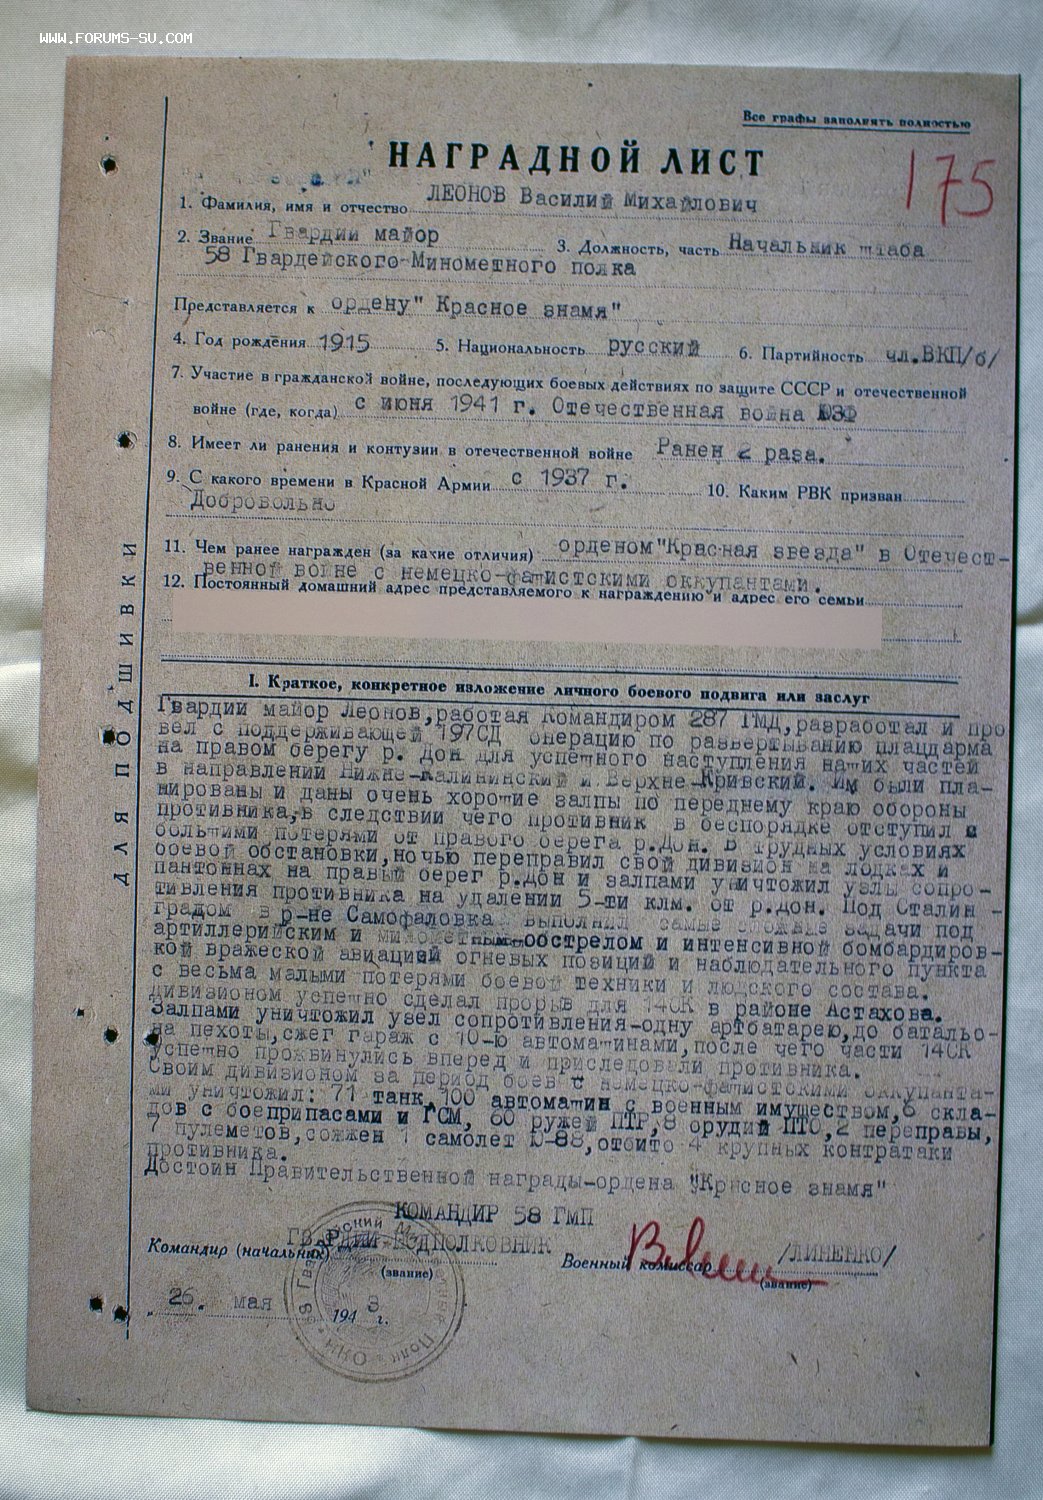 WWW.FORUMS-SU.COM
Все графы заполнять полностью
НАГРАДНОЙ ЛИСТ
175
1. Фамилия, имя и отчество ЛЕОНОВ Василий Михайлович
2. Звание Гвардии майор 3. Должность, часть Начальник штаба
58 Гвардейского-Минометного полка
Представляется к ордену" Красное знамя"
4. Год рождения 1915 5. Национальность русский 6. Партийность чл.ВКП/б/
7. Участие в гражданской войне, последующих боевых действиях по защите СССР и отечественной
войне (где, когда) с июня 1941 г. Отечественная война ЮЗФ
8. Имеет ли ранения и контузии в отечественной войне Ранен 2 раза.
9. С какого времени в Красной Армии с 1937 г. 10. Каким РВК призван
Добровольно
11. Чем ранее награжден (за какие отличия) орденом"Красная звезда" в Отечест-
венной войне с немецко-фашистскими оккупантами.
12. Постоянный домашний адрес представляемого к награждению и адрес его семьи
ДЛЯ ПОДШИВКИ
I. Краткое, конкретное изложение личного боевого подвига или заслуг
Гвардии майор Леонов,работая Командиром 287 ГМД,разработал и про
вел с поддерживающей 197СД операцию по развертыванию плацдарма
на правом берегу р. Дон для успешного наступления наших частей
в направлении Нижне-Калининский и Верхне-Кривский. Им были пла-
нированы и даны очень хорошие залпы по переднему краю обороны
противника,в следствии чего противник в беспорядке отступил с
большими потерями от правого берега р.Дон. В трудных условиях
боевой обстановки,ночью переправил свой дивизион на лодках и
пантоннах на правый берег р.дон и залпами уничтожил узлы сопро-
тивления противника на удалении 5-ти клм. от р.дон. Под Сталин -
градом в р-не Самофаловка выполнил самые сложные задачи под
артиллерийским и минометным обстрелом и интенсивной бомбардиров-
кой вражеской авиацией огневых позиций и наблюдательного пункта
с весьма малыми потерями боевой техники и людского состава.
Дивизионом успешно сделал прорыв для 14СК в районе Астахова.
Залпами уничтожил узел сопротивления-одну артбатарею,до батальо-
на пехоты,сжег гараж с 10-ю автомашинами,после чего части 14СК
успешно продвинулись вперед и приследовали противника.
Своим дивизионом за период боев с немецко-фашистскими оккупанта-
ми уничтожил: 71 танк,100 автомашин с военным имуществом,6 скла-
дов с боеприпасами и ГСМ, 60 ружей ПТР,8 орудий ПТО,2 переправы,
7 пулеметов,сожжен 1 самолет Ю-88,отбито 4 крупных контратаки
противника.
Достоин Правительственной награды-ордена "Красное знамя"
КОМАНДИР 58 ГМП
ГВАРДИИ-ПОДПОЛКОВНИК
Командир (начальник) Военный комиссар /ЛИНЕНКО/
(звание) (звание)
26. мая 1943 г.